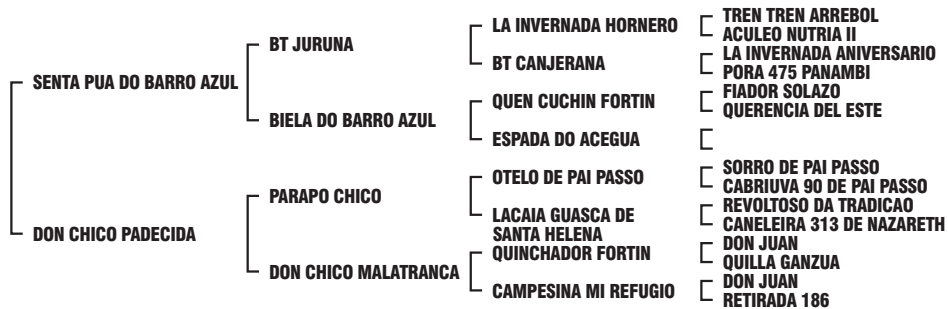 SENTA PUA DO BARRO AZUL
DON CHICO PADECIDA
BT JURUNA
BIELA DO BARRO AZUL
PARAPO CHICO
DON CHICO MALATRANCA
LA INVERNADA HORNERO
BT CANJERANA
QUEN CUCHIN FORTIN
ESPADA DO ACEGUA
OTELO DE PAI PASSO
LACAIA GUASCA DE
SANTA HELENA
QUINCHADOR FORTIN
CAMPESINA MI REFUGIO
TREN TREN ARREBOL
ACULEO NUTRIA II
LA INVERNADA ANIVERSARIO
PORA 475 PANAMBI
FIADOR SOLAZO
QUERENCIA DEL ESTE
SORRO DE PAI PASSO
CABRIUVA 90 DE PAI PASSO
REVOLTOSO DA TRADICAO
CANELEIRA 313 DE NAZARETH
DON JUAN
QUILLA GANZUA
DON JUAN
RETIRADA 186